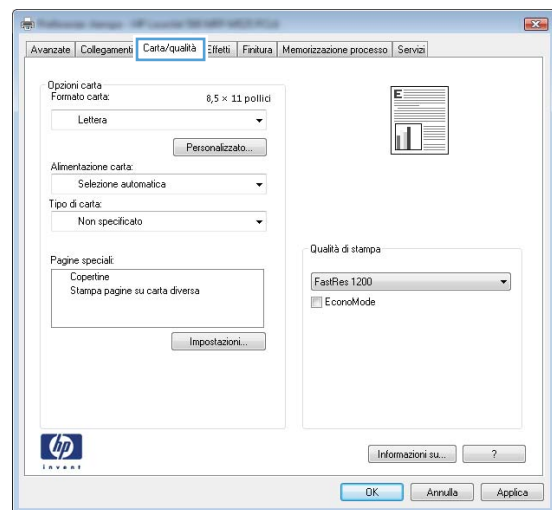 Avanzate Collegamenti Carta/qualità Effetti Finitura Memorizzazione processo Servizi
Opzioni carta
Formato carta: 8,5 × 11 pollici
Lettera
Personalizzato...
Alimentazione carta:
Selezione automatica
Tipo di carta:
Non specificato
Pagine speciali:
Copertine
Stampa pagine su carta diversa
Impostazioni...
E
Qualità di stampa
FastRes 1200
EconoMode
hp
invent
Informazioni su... ?
OK Annulla Applica